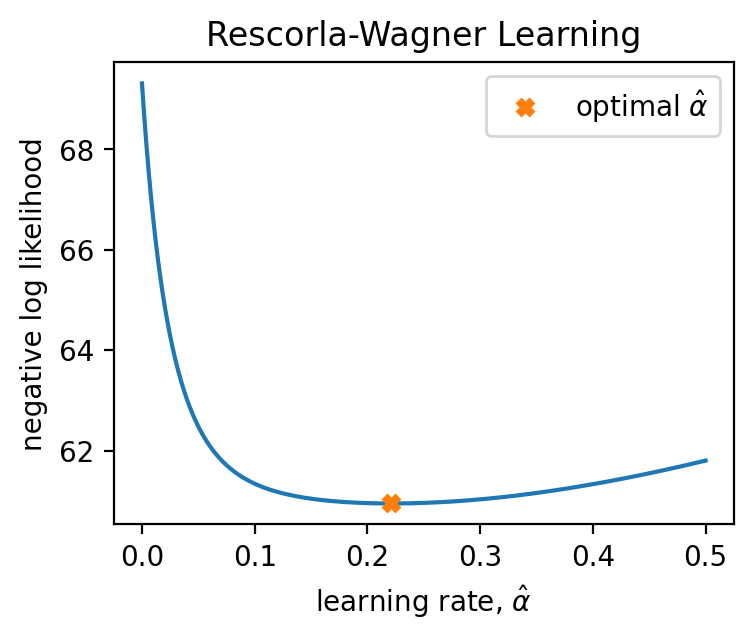 Rescorla-Wagner Learning
optimal α̂
negative log likelihood
68
66
64
62
0.0 0.1 0.2 0.3 0.4 0.5
learning rate, α̂